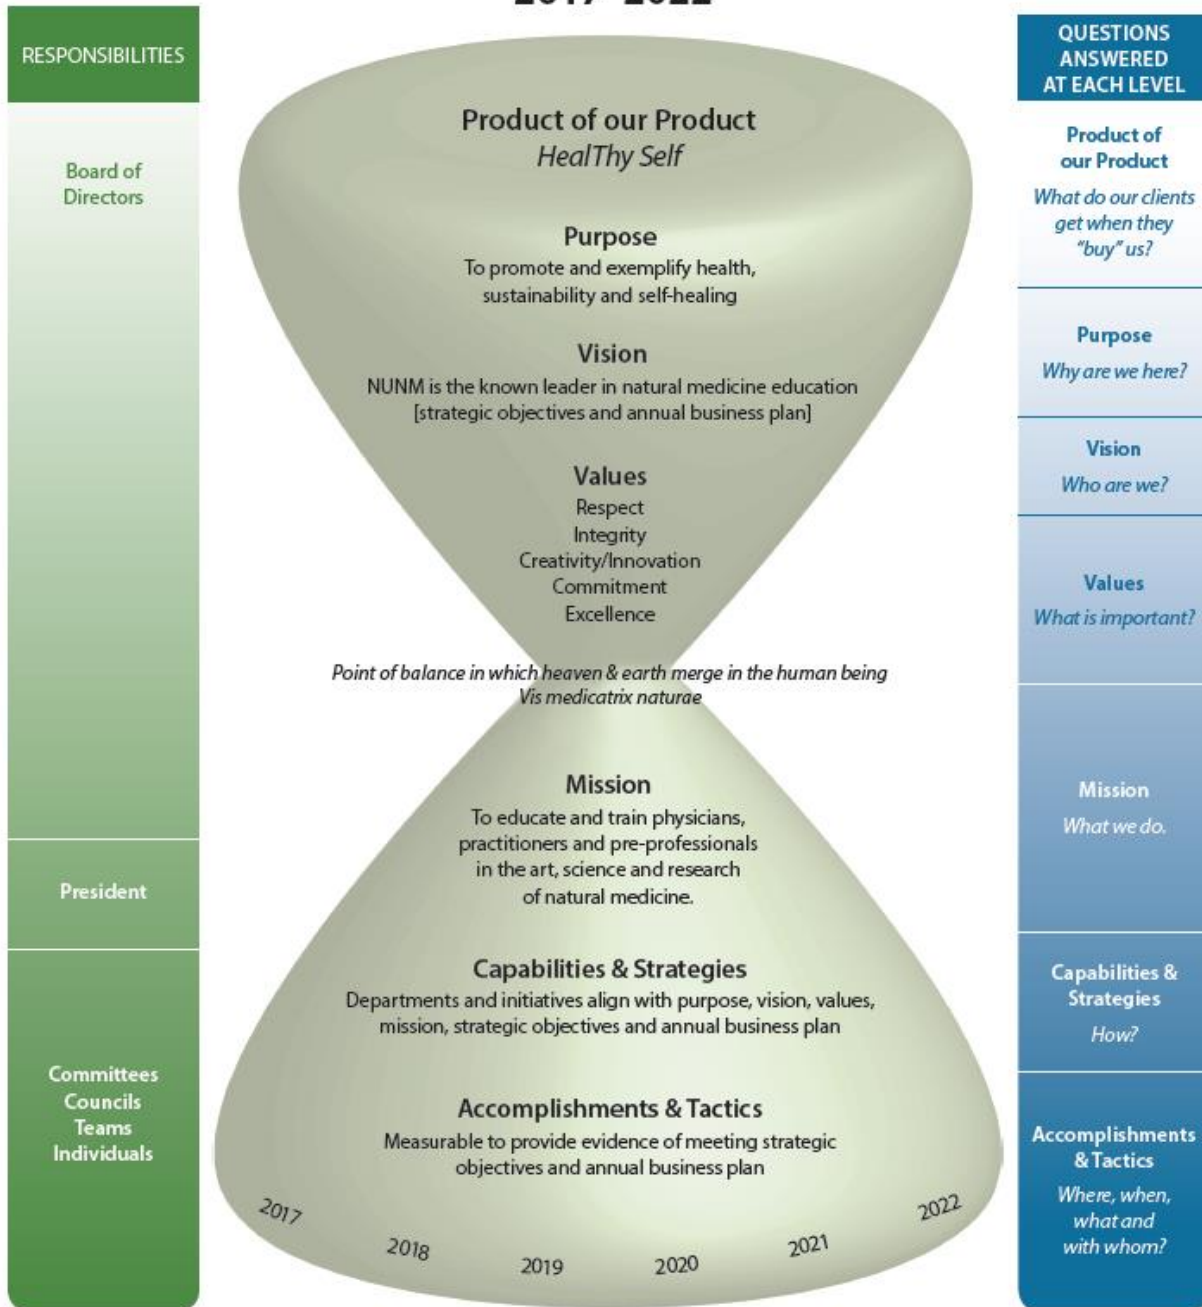 2017–2022
RESPONSIBILITIES
Board of
Directors
President
Committees
Councils
Teams
Individuals
Product of our Product
HealThy Self
Purpose
To promote and exemplify health,
sustainability and self-healing
Vision
NUNM is the known leader in natural medicine education
[strategic objectives and annual business plan]
Values
Respect
Integrity
Creativity/Innovation
Commitment
Excellence
Point of balance in which heaven & earth merge in the human being
Vis medicatrix naturae
Mission
To educate and train physicians,
practitioners and pre-professionals
in the art, science and research
of natural medicine.
Capabilities & Strategies
Departments and initiatives align with purpose, vision, values,
mission, strategic objectives and annual business plan
Accomplishments & Tactics
Measurable to provide evidence of meeting strategic
objectives and annual business plan
2017
2018
2019
2020
2021
2022
QUESTIONS
ANSWERED
AT EACH LEVEL
Product of
our Product
What do our clients
get when they
“buy” us?
Purpose
Why are we here?
Vision
Who are we?
Values
What is important?
Mission
What we do.
Capabilities &
Strategies
How?
Accomplishments
& Tactics
Where, when,
what and
with whom?